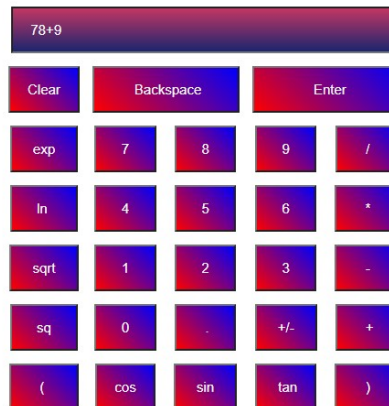 78+9
Clear Backspace Enter
exp 7 8 9 /
ln 4 5 6 *
sqrt 1 2 3 -
sq 0 . +/- +
( cos sin tan )